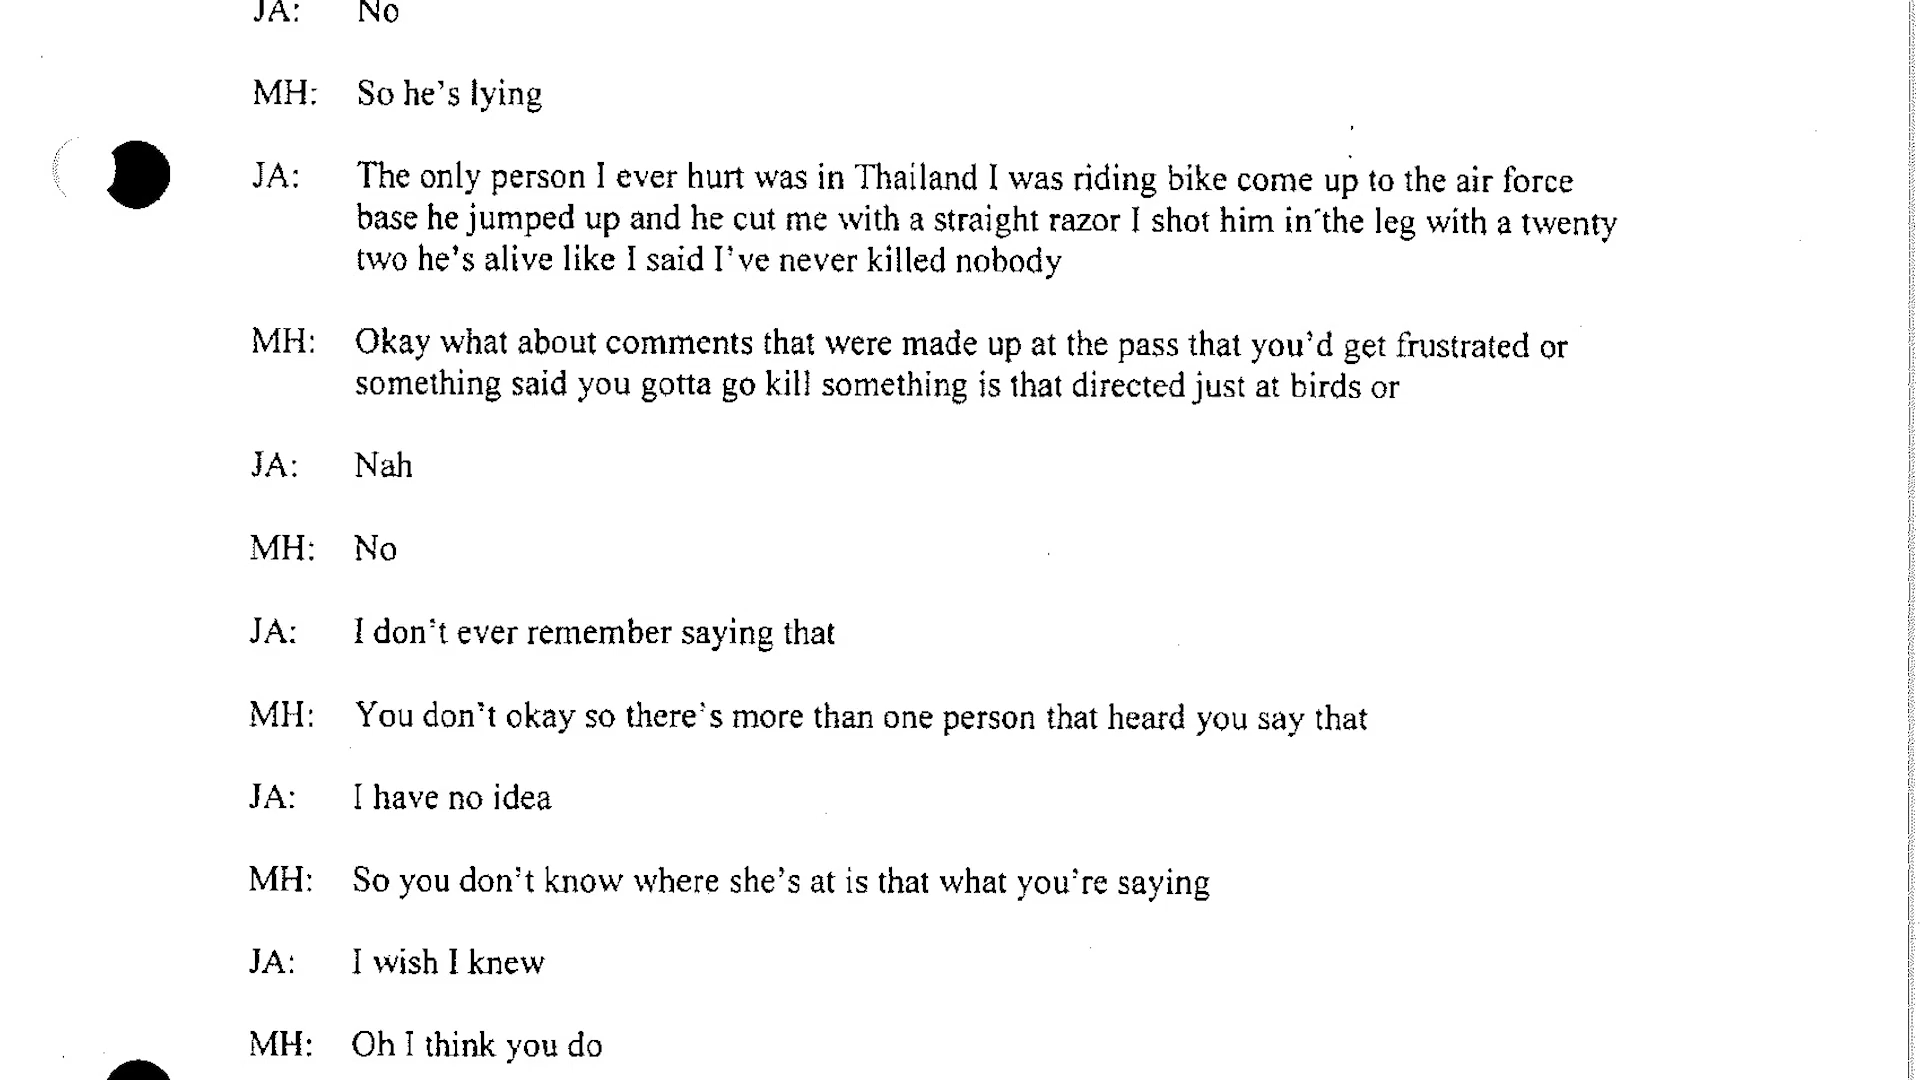 JA: No
MH: So he's lying
JA: The only person I ever hurt was in Thailand I was riding bike come up to the air force
base he jumped up and he cut me with a straight razor I shot him in the leg with a twenty
two he's alive like I said I've never killed nobody
MH: Okay what about comments that were made up at the pass that you'd get frustrated or
something said you gotta go kill something is that directed just at birds or
JA: Nah
MH: No
JA: I don't ever remember saying that
MH: You don't okay so there's more than one person that heard you say that
JA: I have no idea
MH: So you don't know where she's at is that what you're saying
JA: I wish I knew
MH: Oh I think you do